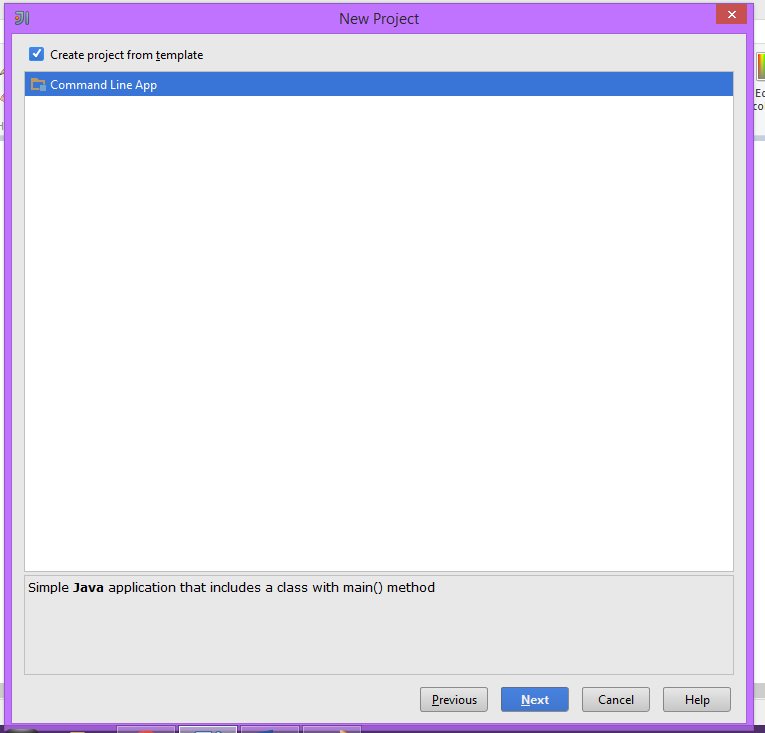 New Project
Create project from template
Command Line App
Simple Java application that includes a class with main() method
Previous Next Cancel Help